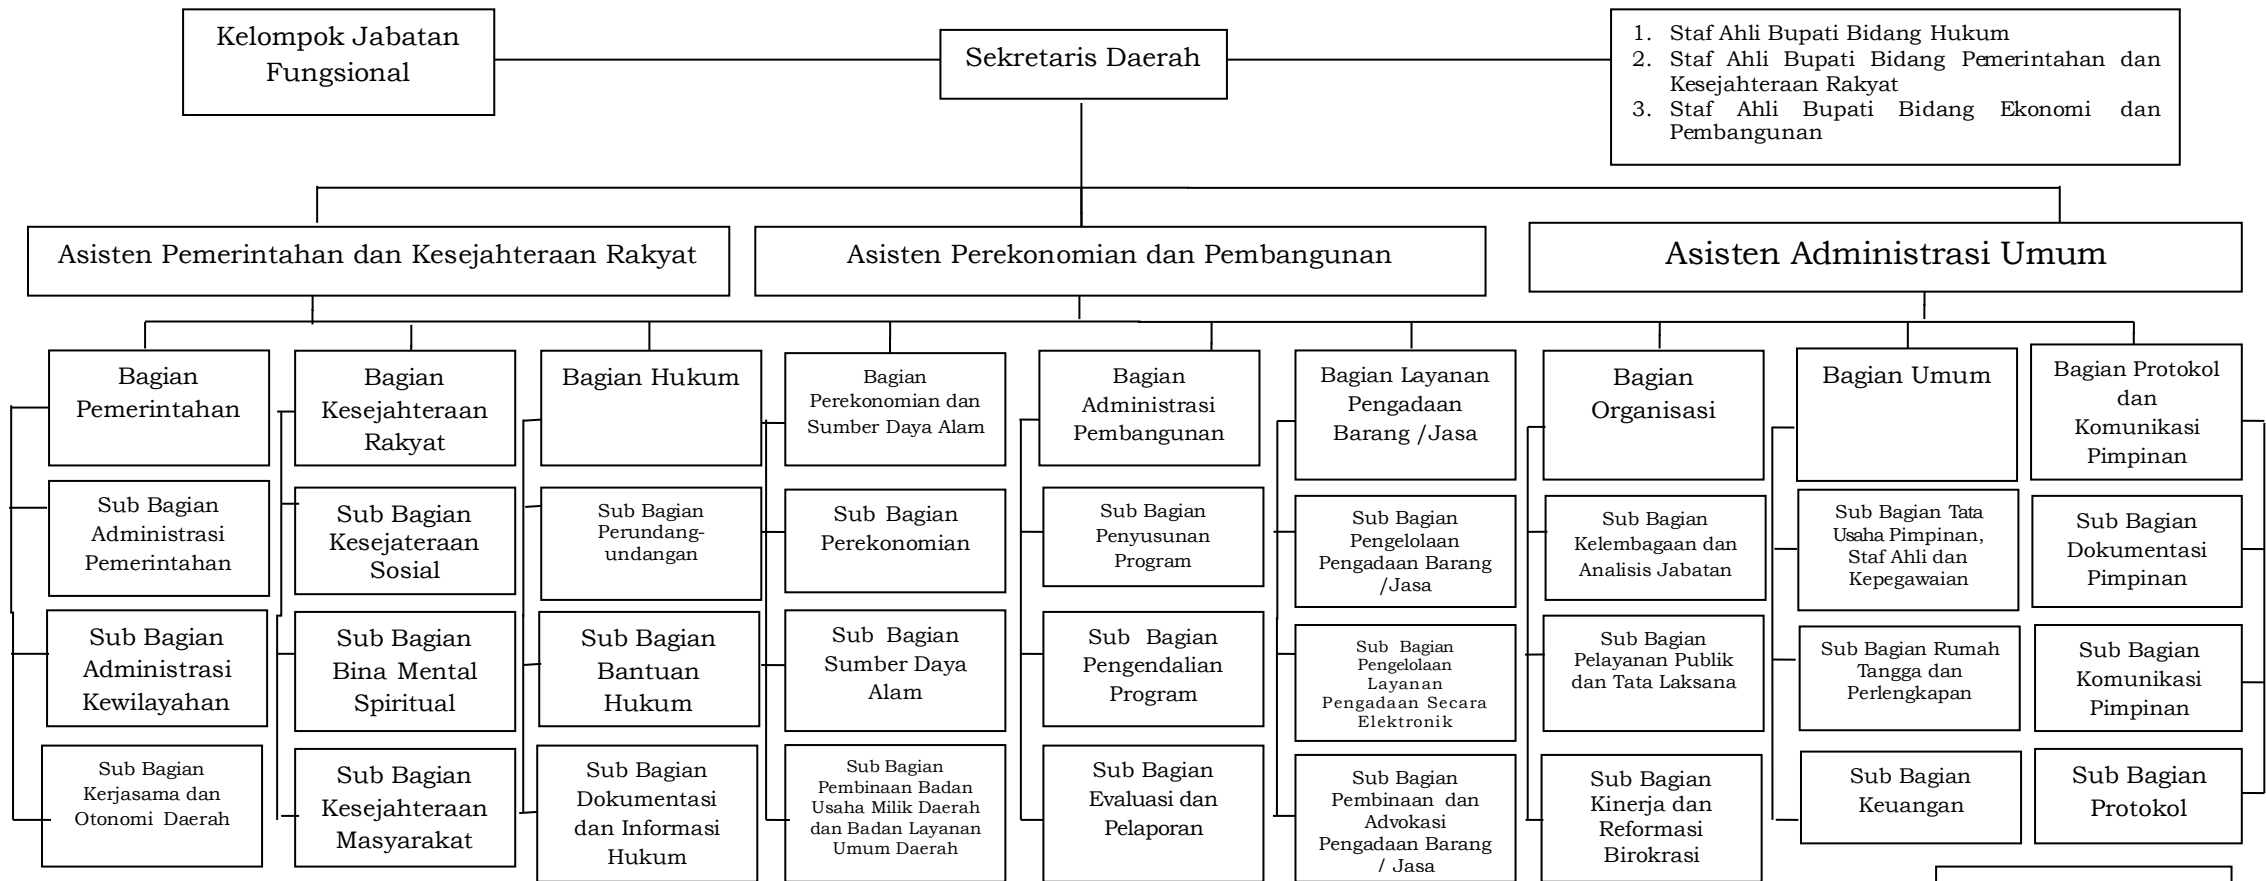 Kelompok Jabatan
Fungsional
Sekretaris Daerah
1. Staf Ahli Bupati Bidang Hukum
2. Staf Ahli Bupati Bidang Pemerintahan dan
Kesejahteraan Rakyat
3. Staf Ahli Bupati Bidang Ekonomi dan
Pembangunan
Asisten Pemerintahan dan Kesejahteraan Rakyat
Asisten Perekonomian dan Pembangunan
Asisten Administrasi Umum
Bagian
Pemerintahan
Bagian
Kesejahteraan
Rakyat
Bagian Hukum
Bagian
Perekonomian dan
Sumber Daya Alam
Bagian
Administrasi
Pembangunan
Bagian Layanan
Pengadaan
Barang /Jasa
Bagian
Organisasi
Bagian Umum
Bagian Protokol
dan
Komunikasi
Pimpinan
Sub Bagian
Administrasi
Pemerintahan
Sub Bagian
Kesejateraan
Sosial
Sub Bagian
Perundang-
undangan
Sub Bagian
Perekonomian
Sub Bagian
Penyusunan
Program
Sub Bagian
Pengelolaan
Pengadaan Barang
/Jasa
Sub Bagian
Kelembagaan dan
Analisis Jabatan
Sub Bagian Tata
Usaha Pimpinan,
Staf Ahli dan
Kepegawaian
Sub Bagian
Dokumentasi
Pimpinan
Sub Bagian
Administrasi
Kewilayahan
Sub Bagian
Bina Mental
Spiritual
Sub Bagian
Bantuan
Hukum
Sub Bagian
Sumber Daya
Alam
Sub Bagian
Pengendalian
Program
Sub Bagian
Pengelolaan
Layanan
Pengadaan Secara
Elektronik
Sub Bagian
Pelayanan Publik
dan Tata Laksana
Sub Bagian Rumah
Tangga dan
Perlengkapan
Sub Bagian
Komunikasi
Pimpinan
Sub Bagian
Kerjasama dan
Otonomi Daerah
Sub Bagian
Kesejahteraan
Masyarakat
Sub Bagian
Dokumentasi
dan Informasi
Hukum
Sub Bagian
Pembinaan Badan
Usaha Milik Daerah
dan Badan Layanan
Umum Daerah
Sub Bagian
Evaluasi dan
Pelaporan
Sub Bagian
Pembinaan dan
Advokasi
Pengadaan Barang
/ Jasa
Sub Bagian
Kinerja dan
Reformasi
Birokrasi
Sub Bagian
Keuangan
Sub Bagian
Protokol